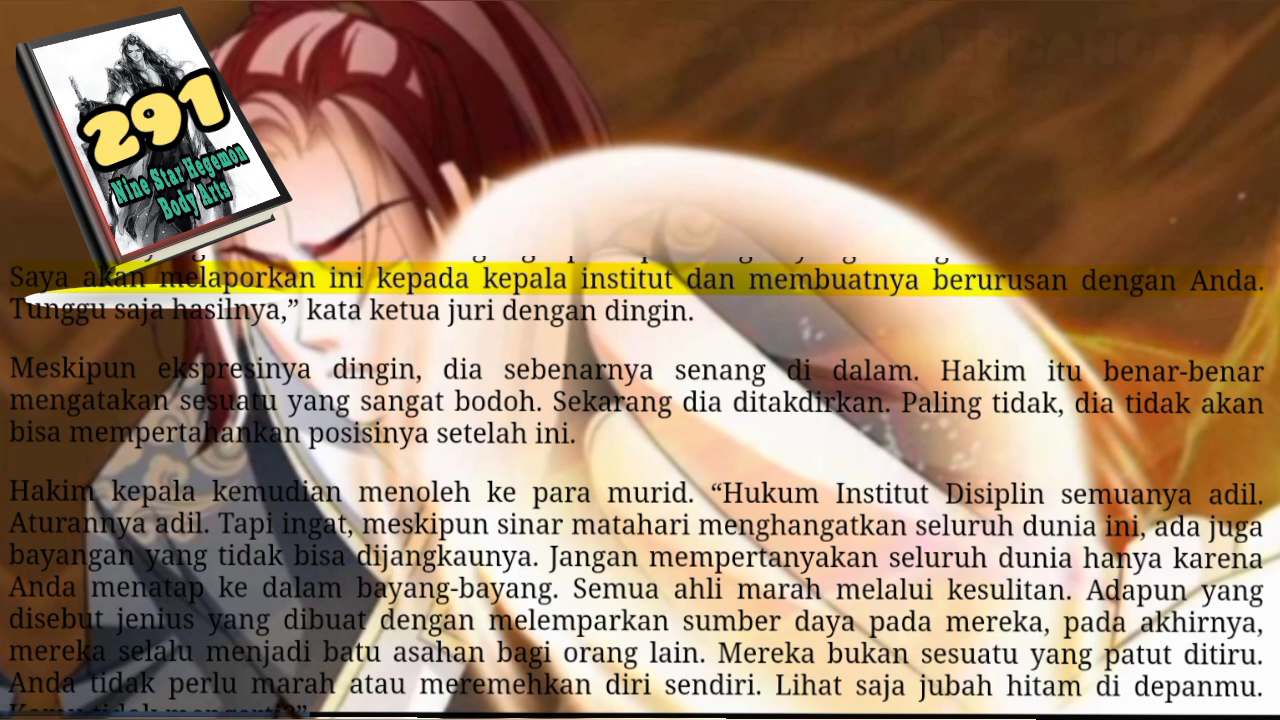 291
Nine Star Hegemon
Body Arts
Saya akan melaporkan ini kepada kepala institut dan membuatnya berurusan dengan Anda.
Tunggu saja hasilnya,” kata ketua juri dengan dingin.
Meskipun ekspresinya dingin, dia sebenarnya senang di dalam. Hakim itu benar-benar
mengatakan sesuatu yang sangat bodoh. Sekarang dia ditakdirkan. Paling tidak, dia tidak akan
bisa mempertahankan posisinya setelah ini.
Hakim kepala kemudian menoleh ke para murid. “Hukum Institut Disiplin semuanya adil.
Aturannya adil. Tapi ingat, meskipun sinar matahari menghangatkan seluruh dunia ini, ada juga
bayangan yang tidak bisa dijangkaunya. Jangan mempertanyakan seluruh dunia hanya karena
Anda menatap ke dalam bayang-bayang. Semua ahli marah melalui kesulitan. Adapun yang
disebut jenius yang dibuat dengan melemparkan sumber daya pada mereka, pada akhirnya,
mereka selalu menjadi batu asahan bagi orang lain. Mereka bukan sesuatu yang patut ditiru.
Anda tidak perlu marah atau meremehkan diri sendiri. Lihat saja jubah hitam di depanmu.
Kamu tidak mengerti?”